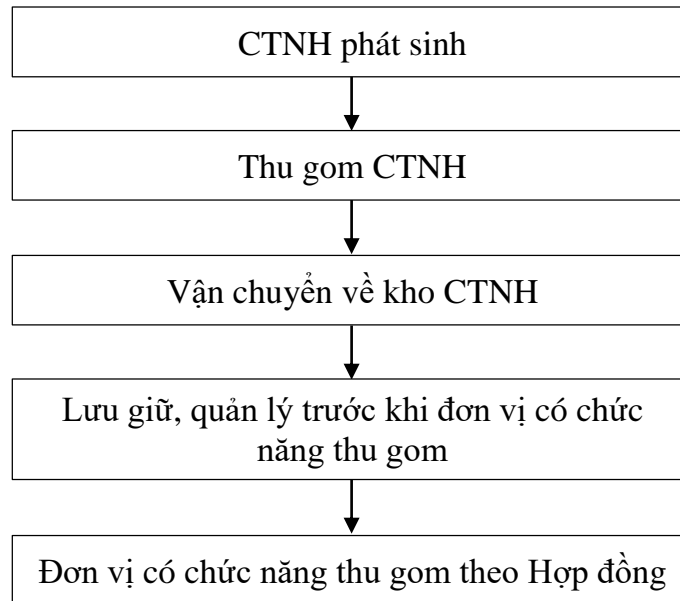 CTNH phát sinh
Thu gom CTNH
Vận chuyển về kho CTNH
Lưu giữ, quản lý trước khi đơn vị có chức
năng thu gom
Đơn vị có chức năng thu gom theo Hợp đồng